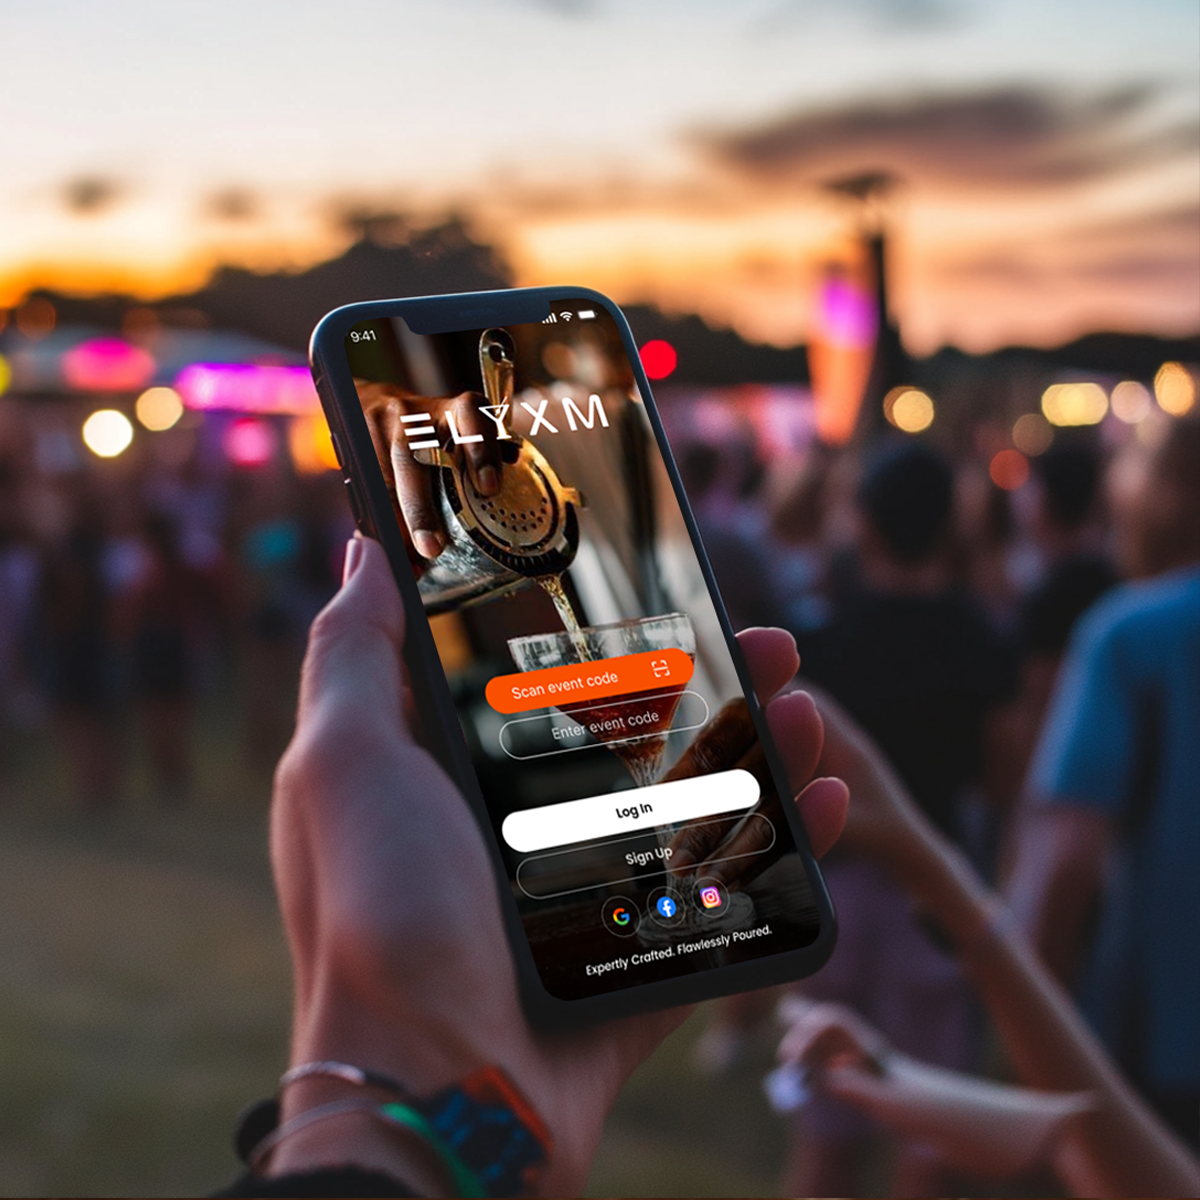 9:41
ELYXM
Scan event code
Enter event code
Log In
Sign Up
Expertly Crafted. Flawlessly Poured.